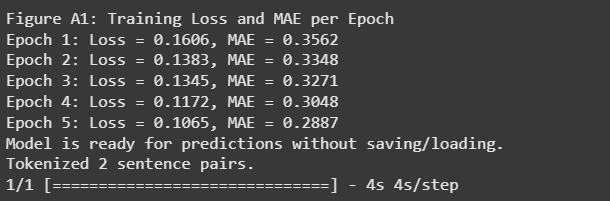 Figure A1: Training Loss and MAE per Epoch
Epoch 1: Loss = 0.1606, MAE = 0.3562
Epoch 2: Loss = 0.1383, MAE = 0.3348
Epoch 3: Loss = 0.1345, MAE = 0.3271
Epoch 4: Loss = 0.1172, MAE = 0.3048
Epoch 5: Loss = 0.1065, MAE = 0.2887
Model is ready for predictions without saving/loading.
Tokenized 2 sentence pairs.
1/1 [==============================] - 4s 4s/step